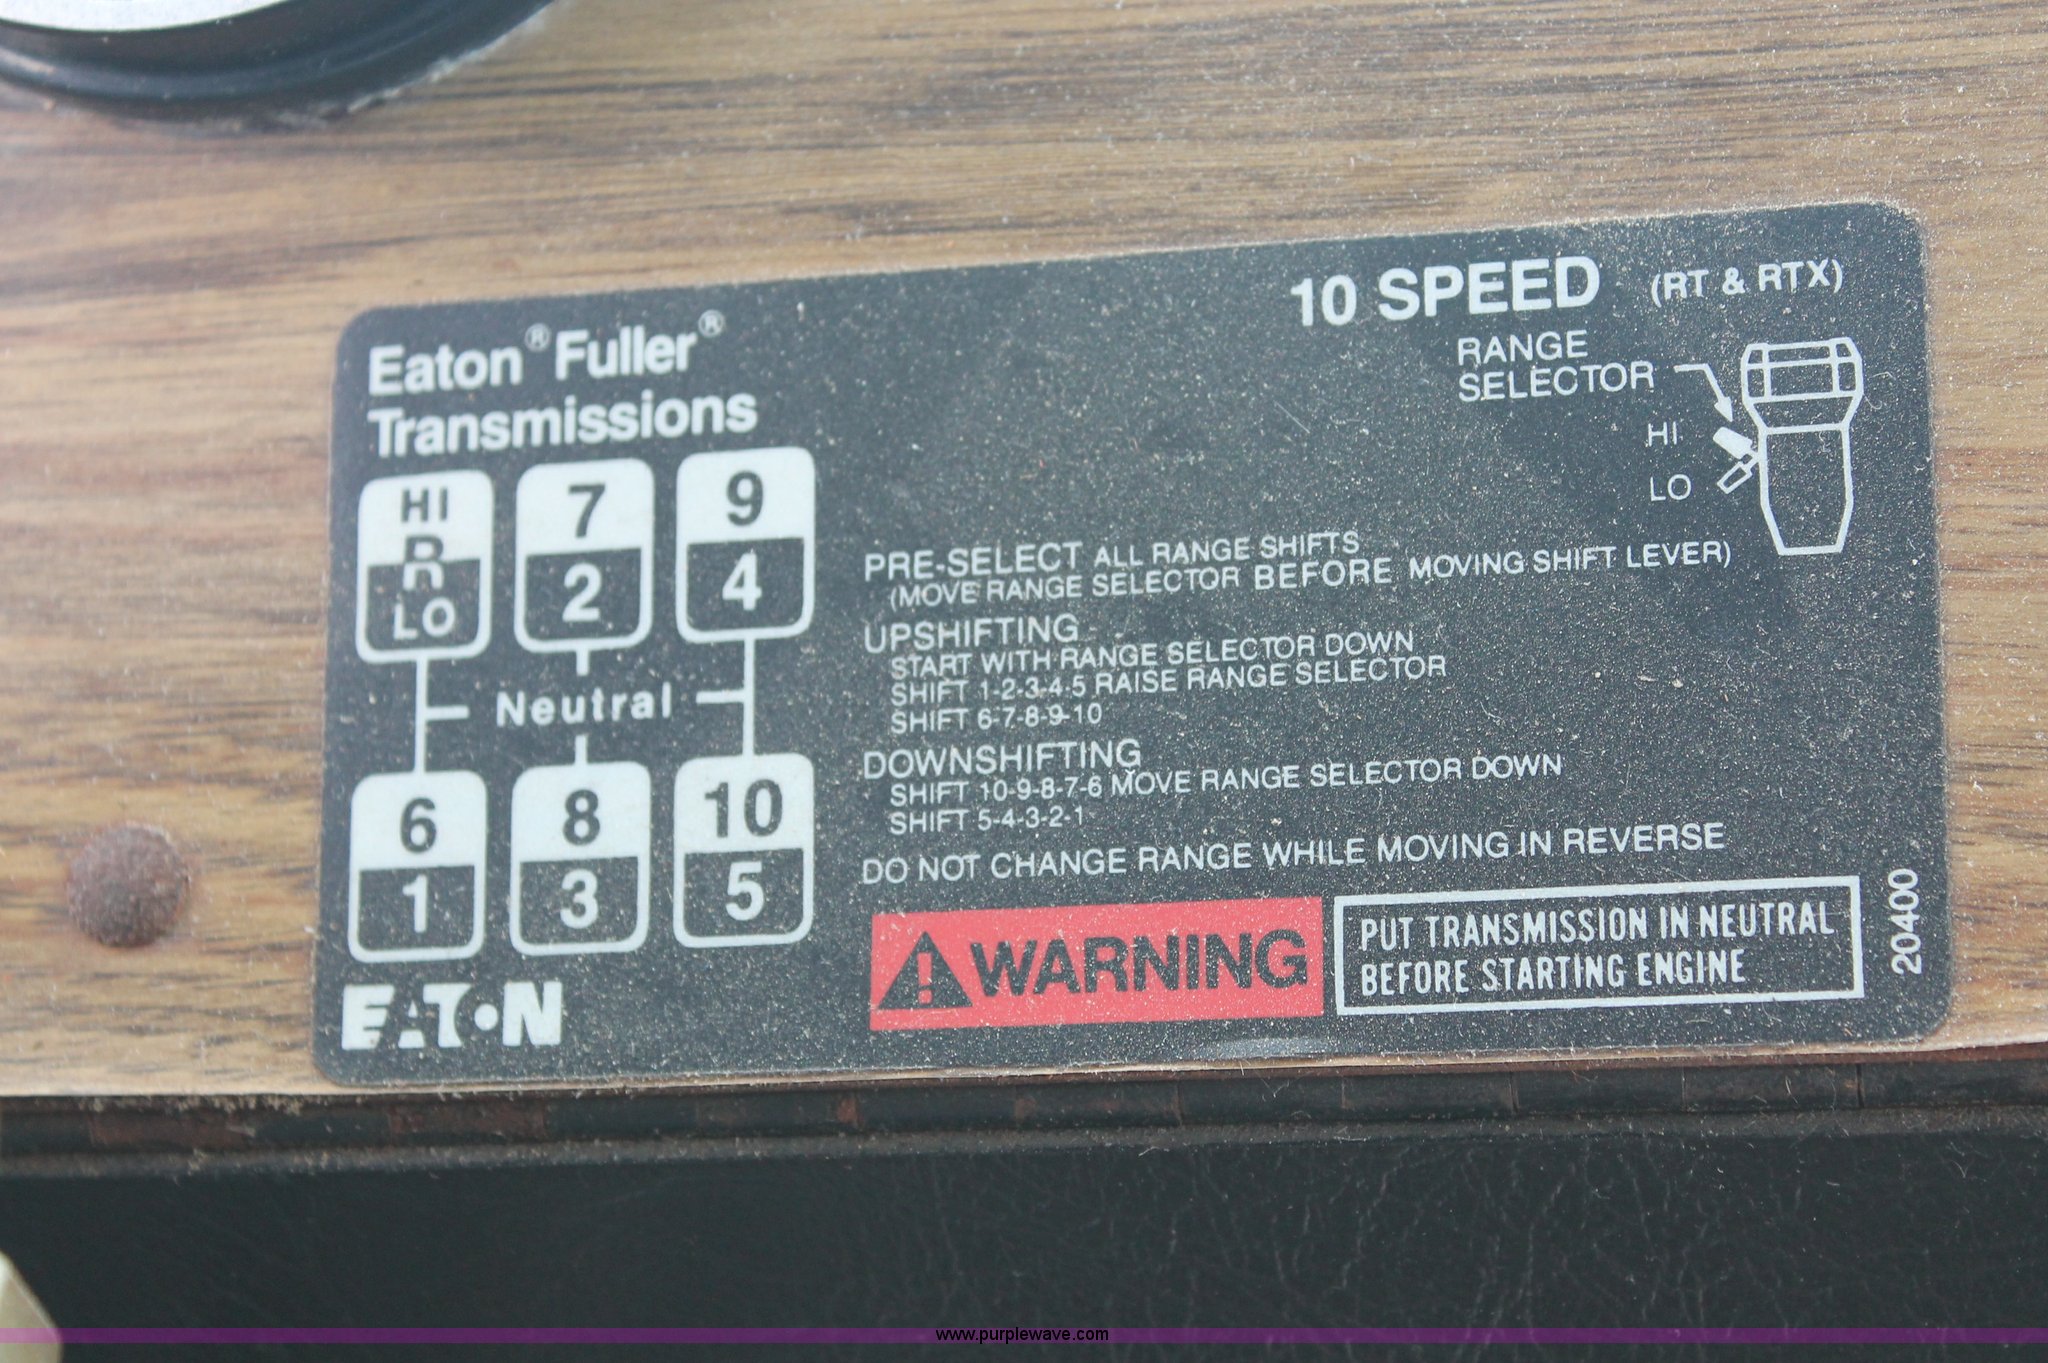 Eaton® Fuller®
Transmissions
HI
R
LO
7
2
9
4
Neutral
6
1
8
3
10
5
EATON
10 SPEED (RT & RTX)
RANGE
SELECTOR
HI
LO
PRE-SELECT ALL RANGE SHIFTS
(MOVE RANGE SELECTOR BEFORE MOVING SHIFT LEVER)
UPSHIFTING
START WITH RANGE SELECTOR DOWN
SHIFT 1-2-3-4-5 RAISE RANGE SELECTOR
SHIFT 6-7-8-9-10
DOWNSHIFTING
SHIFT 10-9-8-7-6 MOVE RANGE SELECTOR DOWN
SHIFT 5-4-3-2-1
DO NOT CHANGE RANGE WHILE MOVING IN REVERSE
WARNING
PUT TRANSMISSION IN NEUTRAL
BEFORE STARTING ENGINE
20400
www.purplewave.com